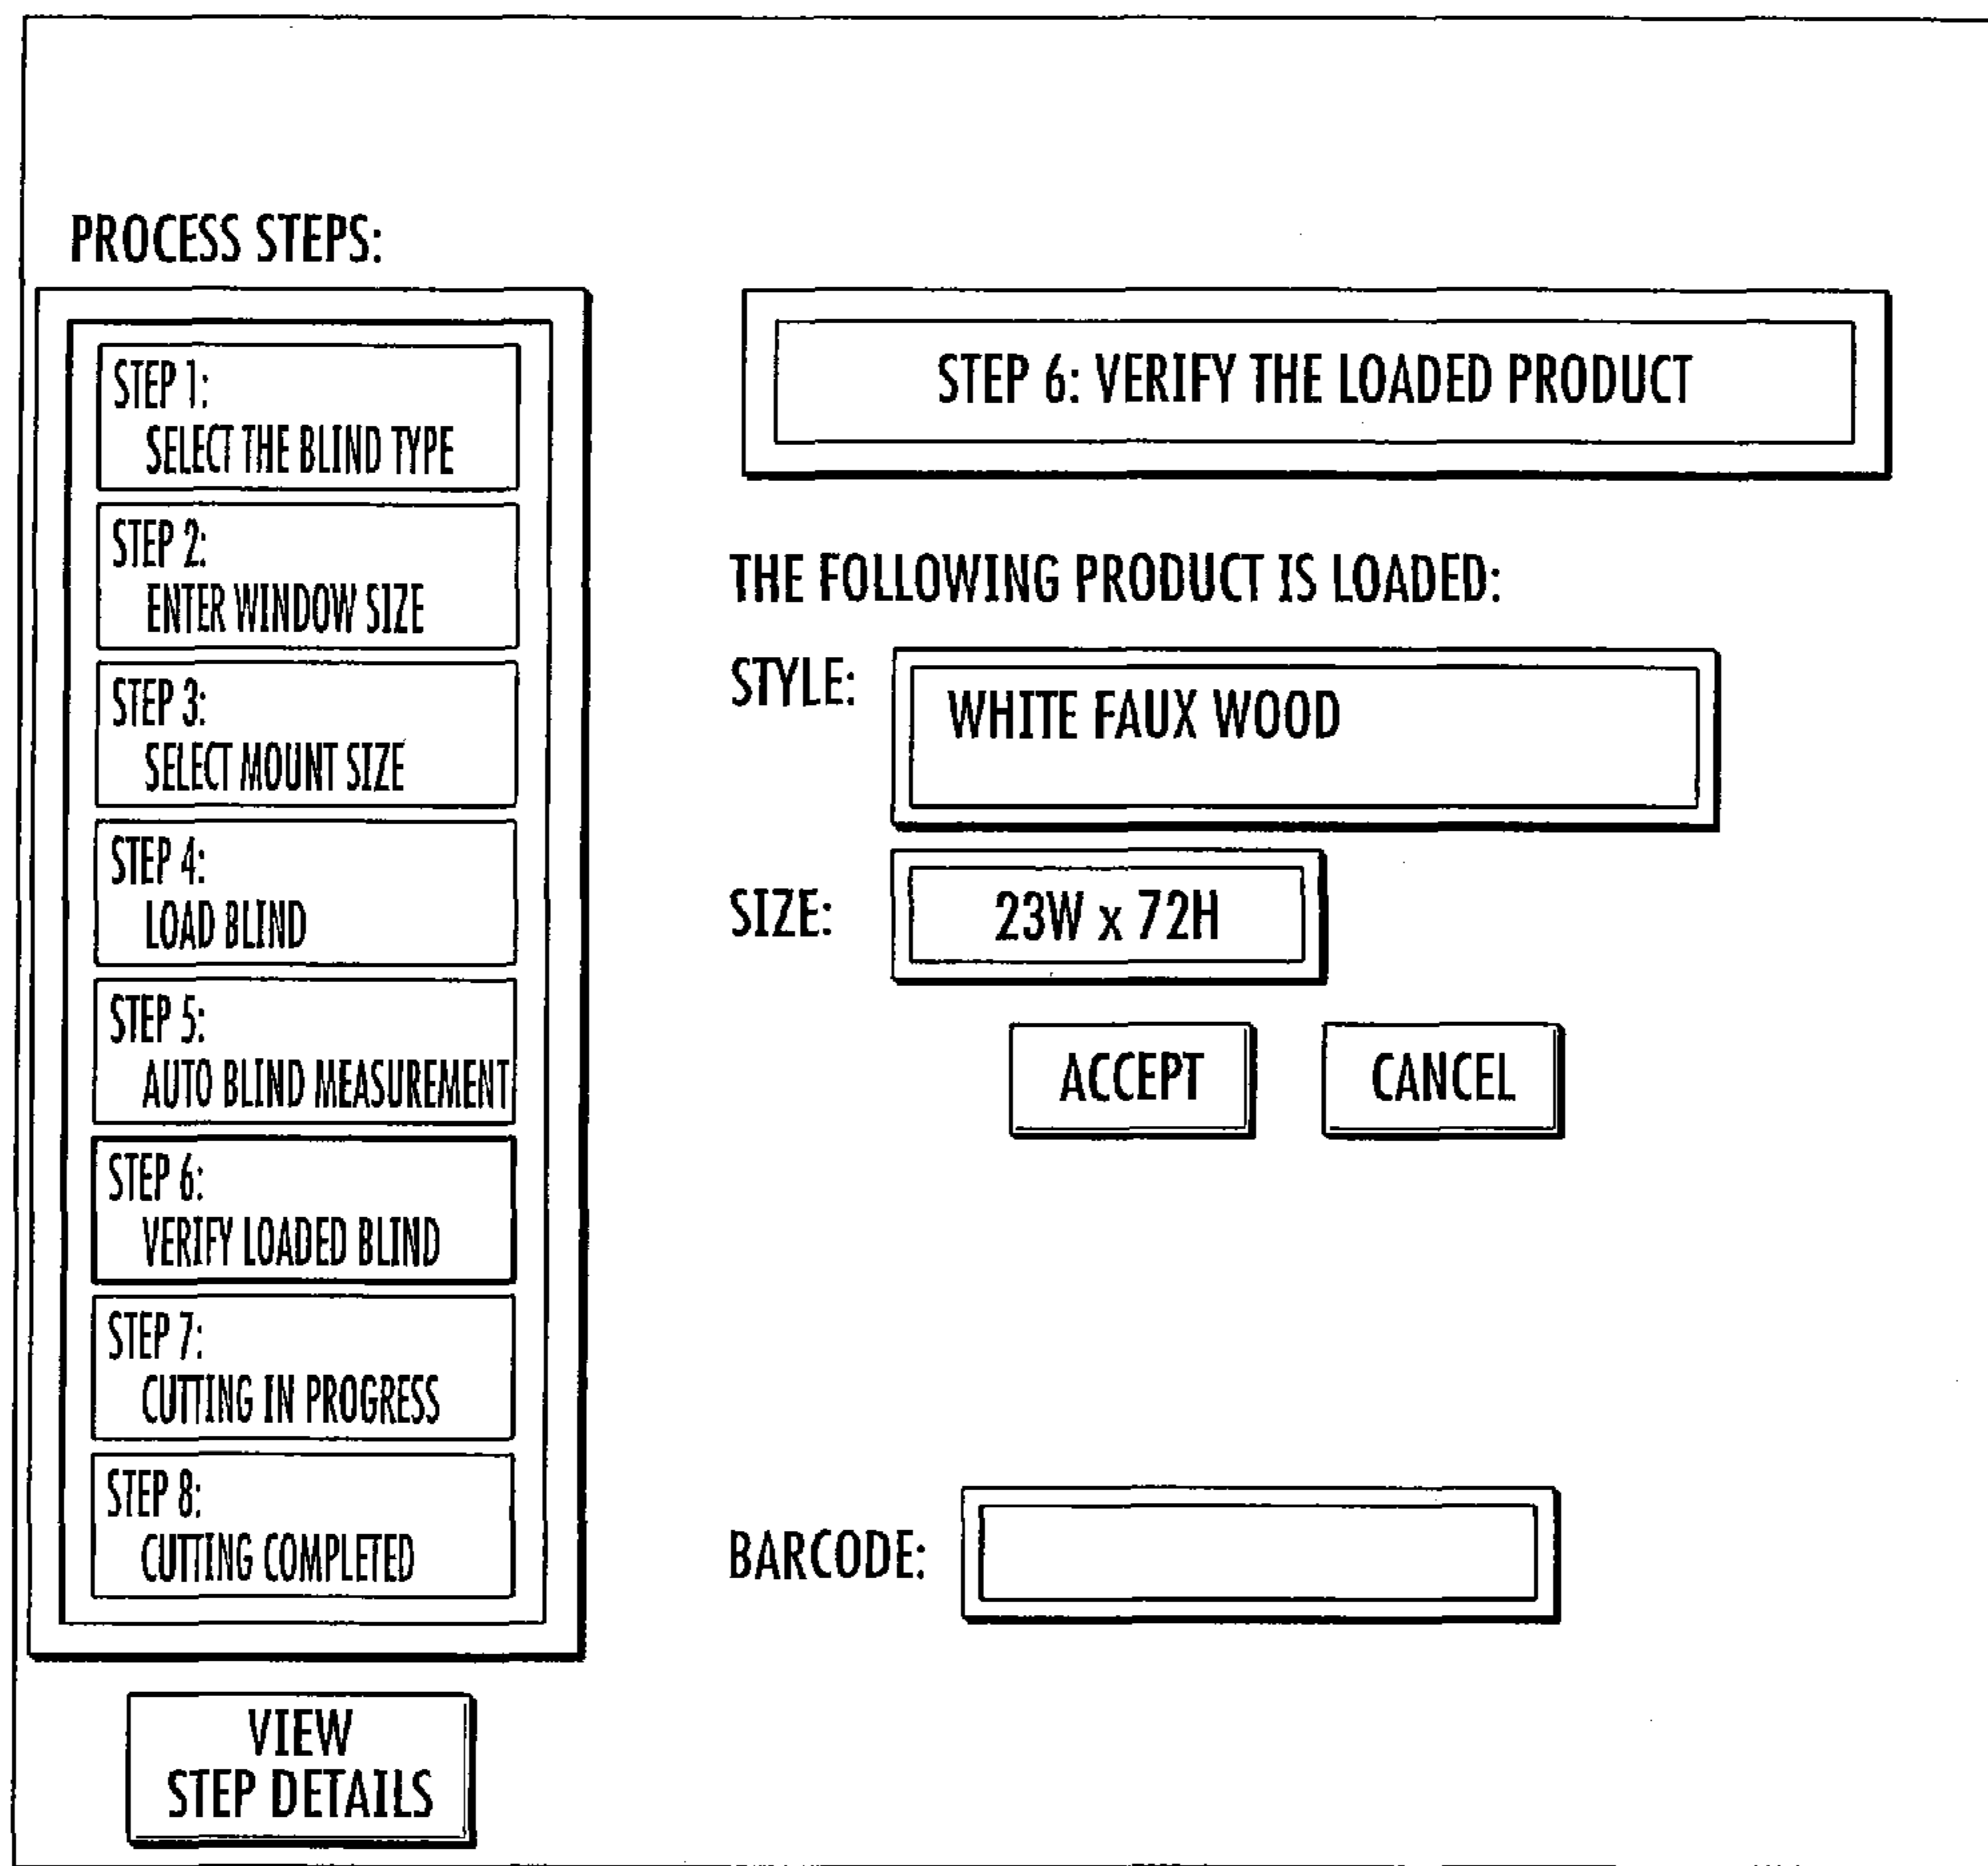 PROCESS STEPS:
STEP 1:
SELECT THE BLIND TYPE
STEP 2:
ENTER WINDOW SIZE
STEP 3:
SELECT MOUNT SIZE
STEP 4:
LOAD BLIND
STEP 5:
AUTO BLIND MEASUREMENT
STEP 6:
VERIFY LOADED BLIND
STEP 7:
CUTTING IN PROGRESS
STEP 8:
CUTTING COMPLETED
VIEW
STEP DETAILS
STEP 6: VERIFY THE LOADED PRODUCT
THE FOLLOWING PRODUCT IS LOADED:
STYLE: WHITE FAUX WOOD
SIZE: 23W x 72H
ACCEPT CANCEL
BARCODE: